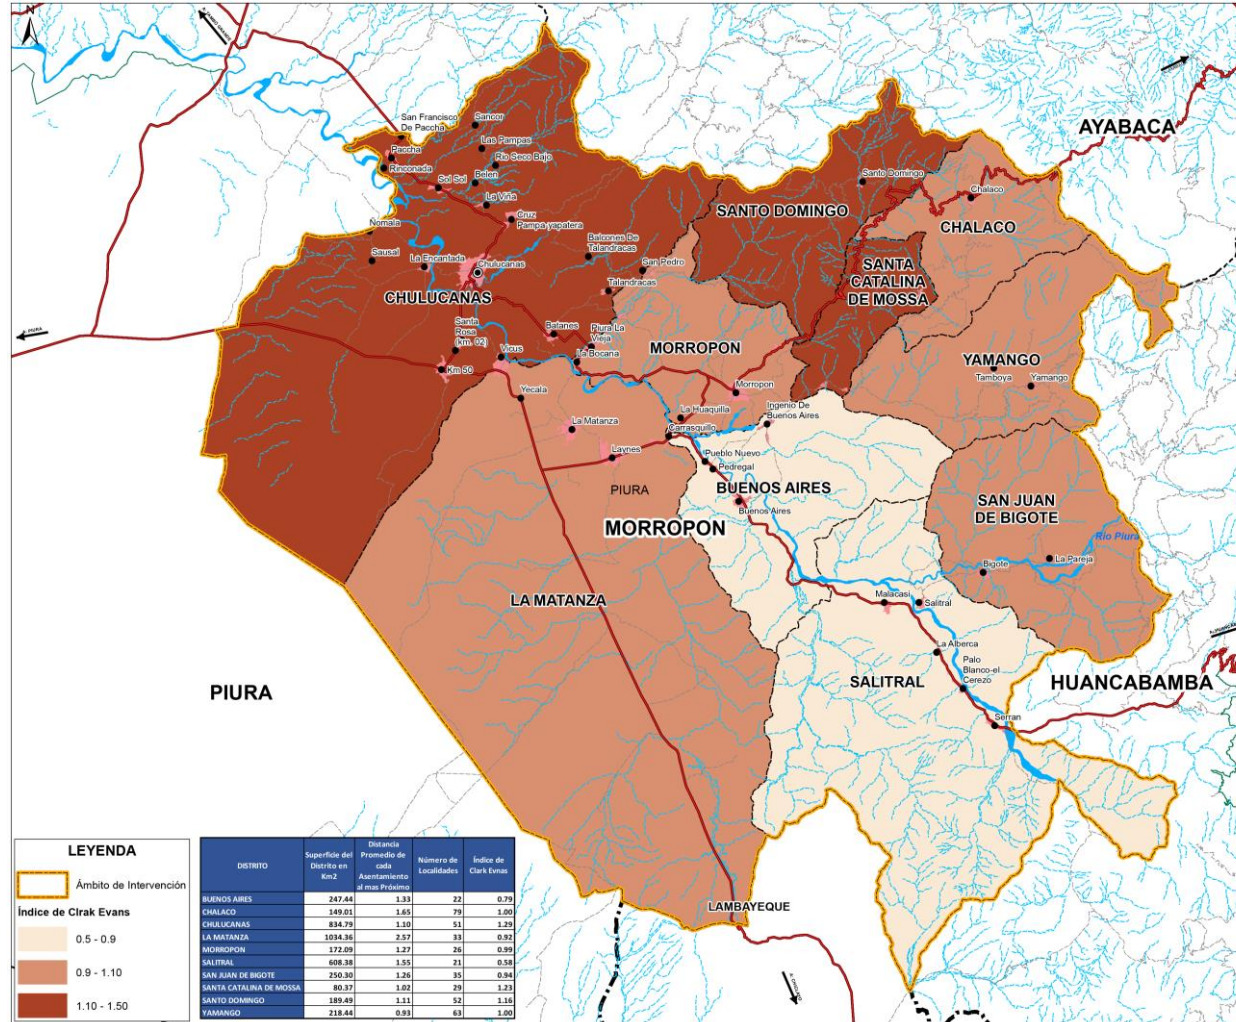 N
San Francisco
De Paccha
Sancor
Paccha
Las Pampas
Rinconada
Rio Seco Bajo
Sol Sol
Belen
La Viña
Cruz
Pampa yapatera
Nomala
Sausal
La Encantada
Chulucanas
Balcones De
Talandracas
San Pedro
Talandracas
CHULUCANAS
Santa
Rosa
(km. 02)
Batanes
Piura La
Vieja
La Bocana
Vicus
Km 50
Yecala
AYABACA
Santo Domingo
SANTO DOMINGO
Chalaco
CHALACO
SANTA
CATALINA
DE MOSSA
MORROPON
Morropon
YAMANGO
Tamboya
Yamango
La Huaquilla
Ingenio De
Buenos Aires
Carrasquillo
La Matanza
Laynes
Pueblo Nuevo
Pedregal
PIURA
BUENOS AIRES
Buenos Aires
MORROPON
SAN JUAN
DE BIGOTE
Río Piura
La Pareja
Bigote
LA MATANZA
Malacasi
Salitral
La Alberca
Palo
Blanco-el
Cerezo
SALITRAL
Serran
HUANCABAMBA
PIURA
A. PIURA
LAMBAYEQUE
LEYENDA
Ámbito de Intervención
Índice de Clrak Evans
0.5 - 0.9
0.9 - 1.10
1.10 - 1.50
DISTRITO Superficie del Distrito en Km2 Distancia Promedio de cada Asentamiento al mas Próximo Número de Localidades Índice de Clark Evnas
BUENOS AIRES 247.44 1.33 22 0.79
CHALACO 149.01 1.65 79 1.00
CHULUCANAS 834.79 1.10 51 1.29
LA MATANZA 1034.36 2.57 33 0.92
MORROPON 172.09 1.27 26 0.99
SALITRAL 608.38 1.55 21 0.58
SAN JUAN DE BIGOTE 250.30 1.26 35 0.94
SANTA CATALINA DE MOSSA 80.37 1.02 29 1.23
SANTO DOMINGO 189.49 1.11 52 1.16
YAMANGO 218.44 0.93 63 1.00